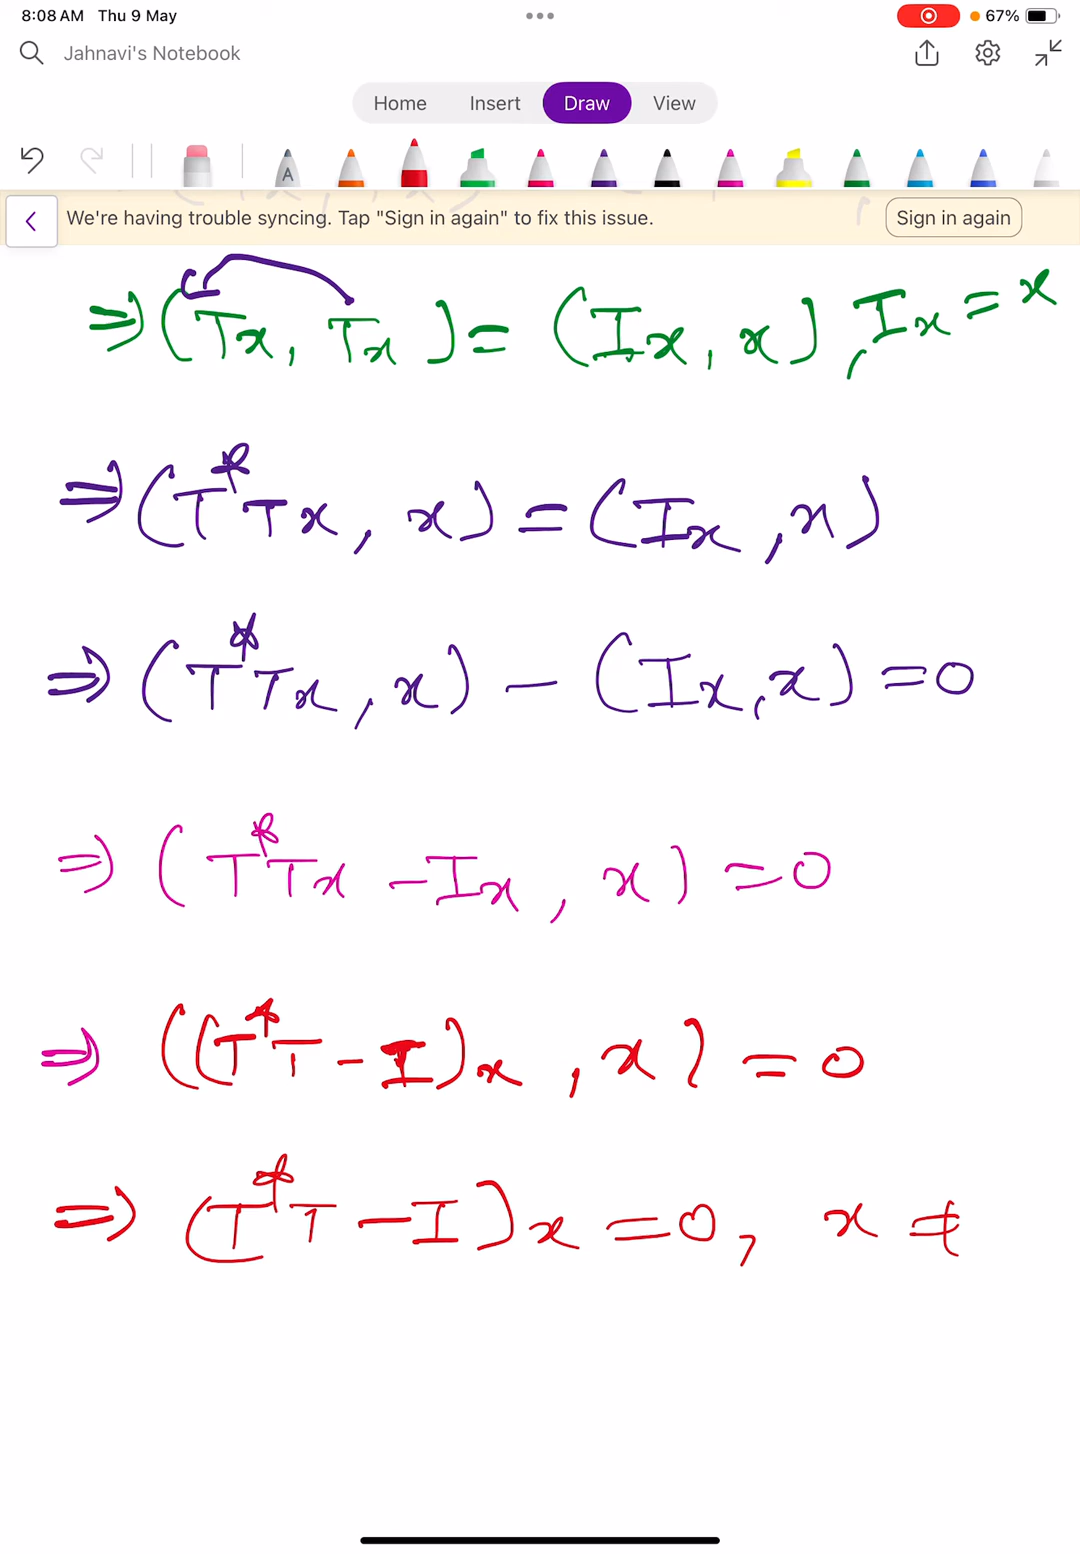 8:08 AM Thu 9 May
67%
Jahnavi's Notebook
Home Insert Draw View
A
We're having trouble syncing. Tap "Sign in again" to fix this issue.
Sign in again
⇒ (Tx, Tx) = (Ix, x), Ix = x
⇒ (T*Tx, x) = (Ix, x)
⇒ (T*Tx, x) − (Ix, x) = 0
⇒ (T*Tx − Ix, x) = 0
⇒ ((T*T − I)x, x) = 0
⇒ (T*T − I)x = 0, x ≠